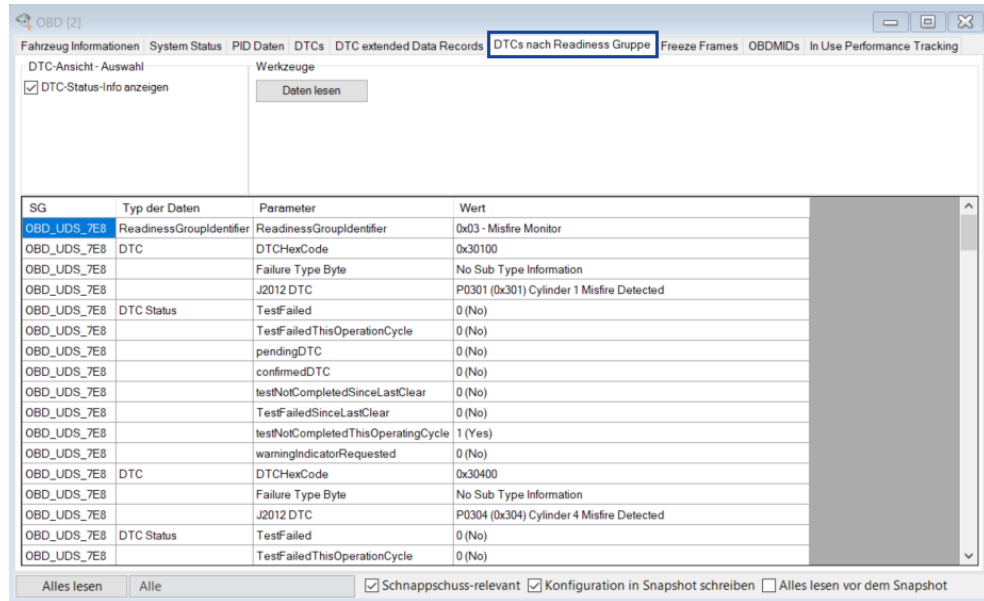 OBD [2]
Fahrzeug Informationen System Status PID Daten DTCs DTC extended Data Records DTCs nach Readiness Gruppe Freeze Frames OBDMIDs In Use Performance Tracking
DTC-Ansicht - Auswahl Werkzeuge
DTC-Status-Info anzeigen Daten lesen
SG Typ der Daten Parameter Wert
OBD_UDS_7E8 ReadinessGroupIdentifier ReadinessGroupIdentifier 0x03 - Misfire Monitor
OBD_UDS_7E8 DTC DTCHexCode 0x30100
OBD_UDS_7E8 Failure Type Byte No Sub Type Information
OBD_UDS_7E8 J2012 DTC P0301 (0x301) Cylinder 1 Misfire Detected
OBD_UDS_7E8 DTC Status TestFailed 0 (No)
OBD_UDS_7E8 TestFailedThisOperationCycle 0 (No)
OBD_UDS_7E8 pendingDTC 0 (No)
OBD_UDS_7E8 confirmedDTC 0 (No)
OBD_UDS_7E8 testNotCompletedSinceLastClear 0 (No)
OBD_UDS_7E8 TestFailedSinceLastClear 0 (No)
OBD_UDS_7E8 testNotCompletedThisOperatingCycle 1 (Yes)
OBD_UDS_7E8 warningIndicatorRequested 0 (No)
OBD_UDS_7E8 DTC DTCHexCode 0x30400
OBD_UDS_7E8 Failure Type Byte No Sub Type Information
OBD_UDS_7E8 J2012 DTC P0304 (0x304) Cylinder 4 Misfire Detected
OBD_UDS_7E8 DTC Status TestFailed 0 (No)
OBD_UDS_7E8 TestFailedThisOperationCycle 0 (No)
Alles lesen Alle Schnappschuss-relevant Konfiguration in Snapshot schreiben Alles lesen vor dem Snapshot